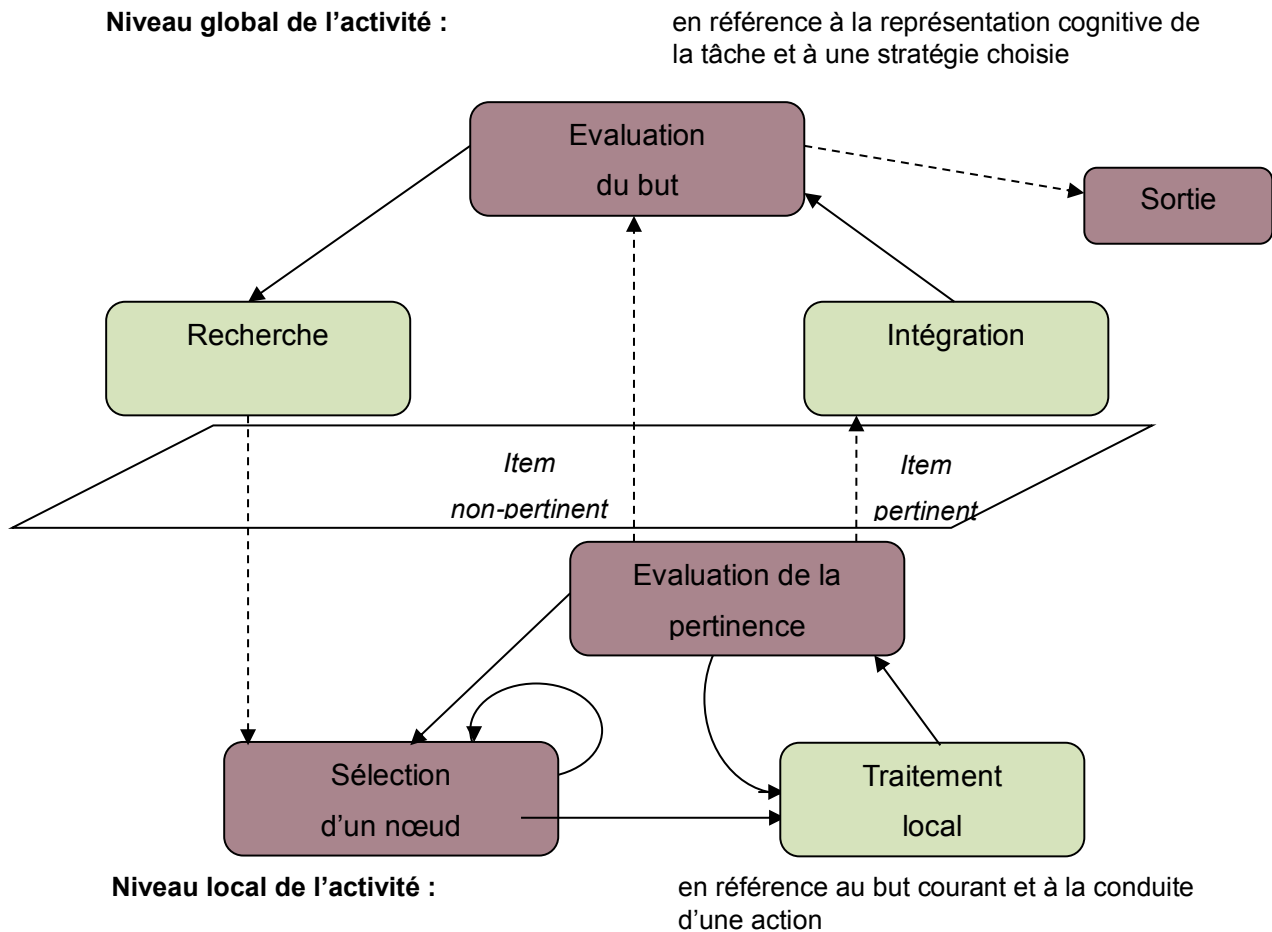 Niveau global de l’activité :
en référence à la représentation cognitive de
la tâche et à une stratégie choisie
Evaluation
du but
Sortie
Recherche
Intégration
Item
non-pertinent
Item
pertinent
Evaluation de la
pertinence
Sélection
d’un nœud
Traitement
local
Niveau local de l’activité :
en référence au but courant et à la conduite
d’une action